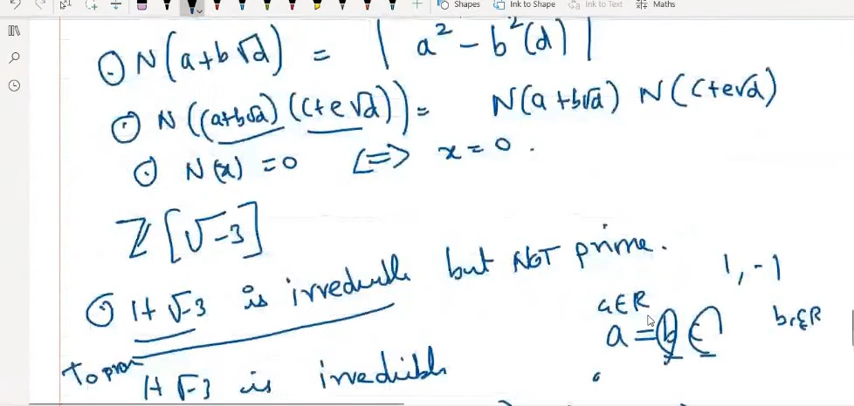 Shapes Ink to Shape Ink to Text Maths
⊙ N(a+b√d) = |a² - b²(d)|
⊙ N((a+b√d)(c+e√d)) = N(a+b√d) N(c+e√d)
⊙ N(x) = 0 <=> x = 0.
Z[√-3]
⊙ 1+√-3 is irreducible but NOT prime.
1, -1
a∈R
a = b c
b,c∈R
To prove
1+√-3 is irreducible